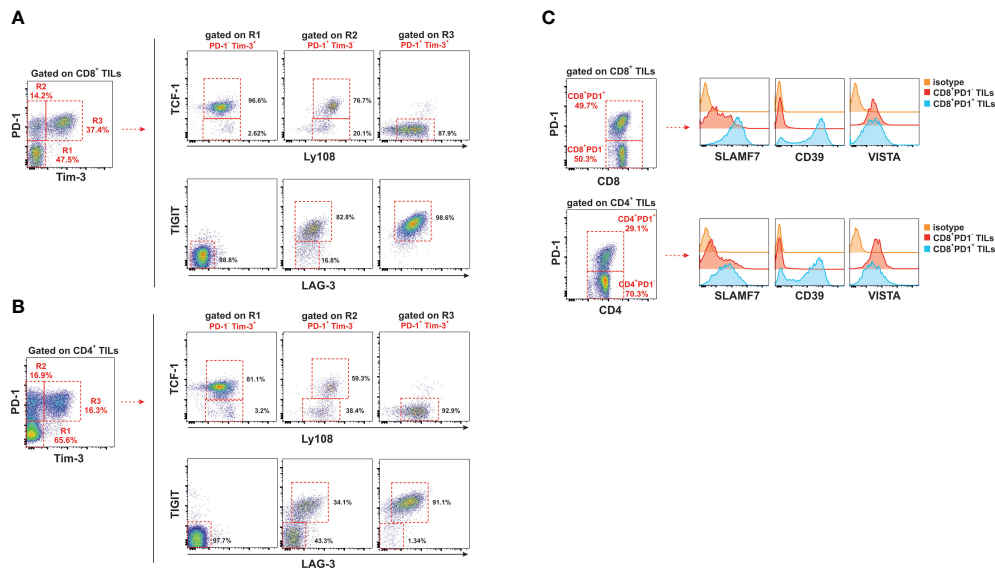 A
Gated on CD8⁺ TILs
R2
14.2%
R3
37.4%
R1
47.5%
PD-1
Tim-3
gated on R1
PD-1⁻ Tim-3⁺
gated on R2
PD-1⁺ Tim-3⁻
gated on R3
PD-1⁺ Tim-3⁺
TCF-1
96.6%
2.62%
76.7%
20.1%
87.9%
Ly108
TIGIT
98.8%
82.8%
16.8%
98.6%
LAG-3
B
Gated on CD4⁺ TILs
R2
16.9%
R3
16.3%
R1
65.6%
PD-1
Tim-3
gated on R1
PD-1⁻ Tim-3⁺
gated on R2
PD-1⁺ Tim-3⁻
gated on R3
PD-1⁺ Tim-3⁺
TCF-1
81.1%
3.2%
59.3%
38.4%
92.9%
Ly108
TIGIT
97.7%
34.1%
43.3%
91.1%
1.34%
LAG-3
C
gated on CD8⁺ TILs
CD8⁺PD1⁺
49.7%
CD8⁺PD1⁻
50.3%
PD-1
CD8
SLAMF7
CD39
VISTA
isotype
CD8⁺PD1⁻ TILs
CD8⁺PD1⁺ TILs
gated on CD4⁺ TILs
CD4⁺PD1⁺
29.1%
CD4⁺PD1⁻
70.3%
PD-1
CD4
SLAMF7
CD39
VISTA
isotype
CD8⁺PD1⁻ TILs
CD8⁺PD1⁺ TILs